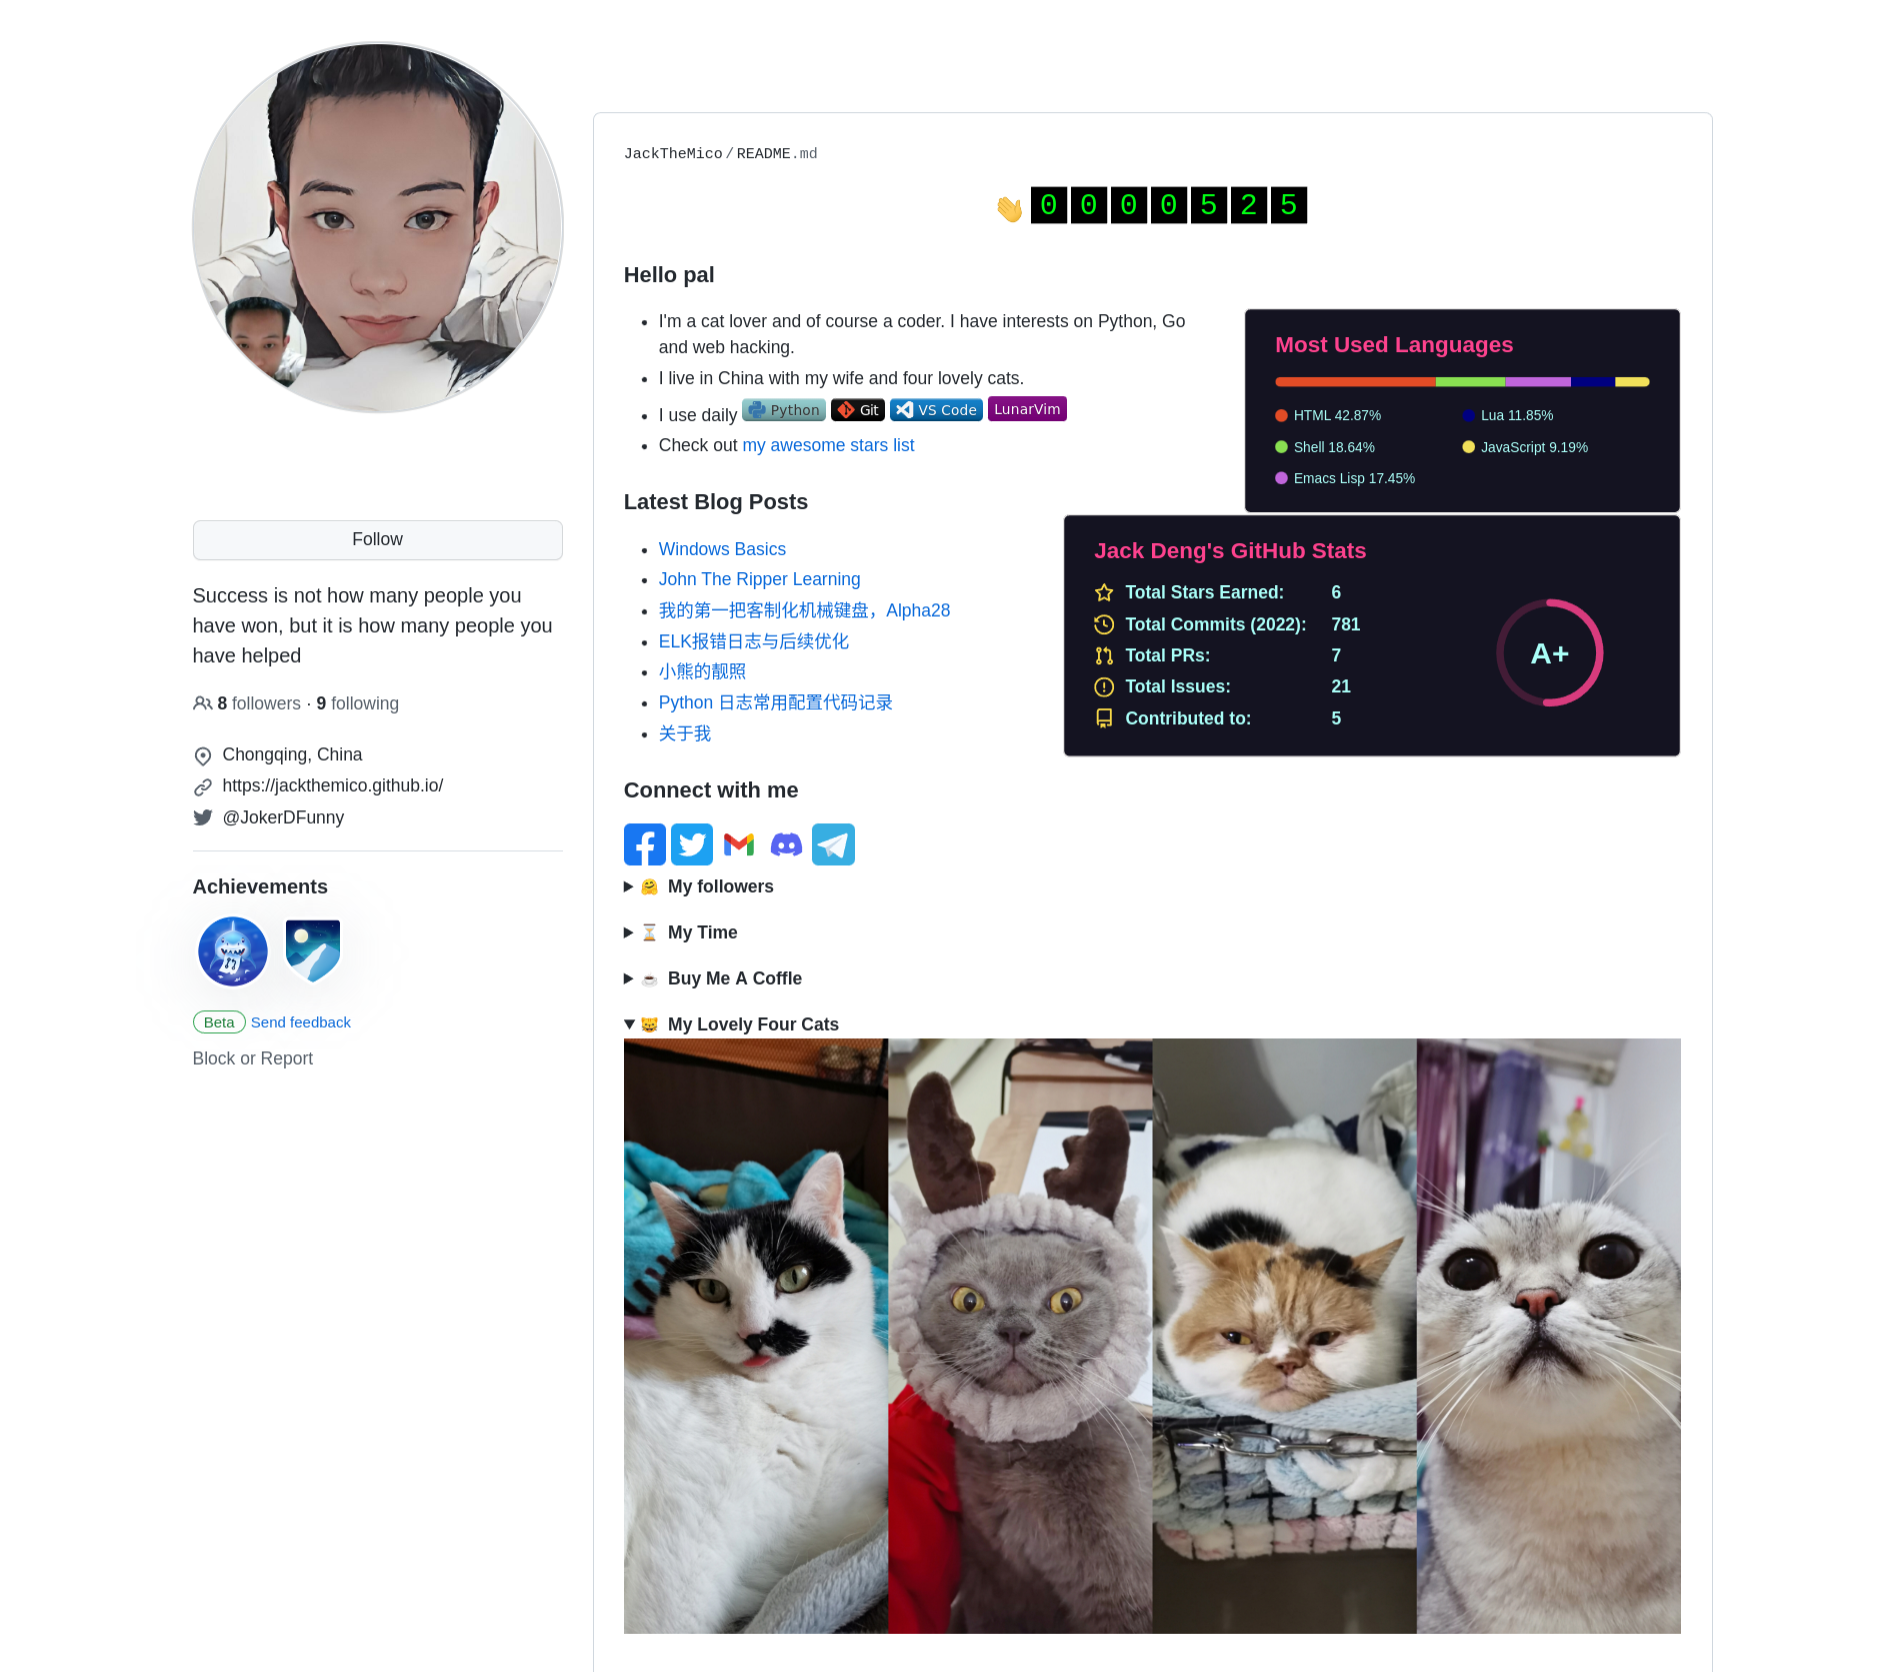 Follow
Success is not how many people you
have won, but it is how many people you
have helped
8 followers · 9 following
Chongqing, China
https://jackthemico.github.io/
@JokerDFunny
Achievements
Beta Send feedback
Block or Report
JackTheMico/README.md
0 0 0 0 5 2 5
Hello pal
I'm a cat lover and of course a coder. I have interests on Python, Go
and web hacking.
I live in China with my wife and four lovely cats.
I use daily Python Git VS Code LunarVim
Check out my awesome stars list
Most Used Languages
HTML 42.87%
Lua 11.85%
Shell 18.64%
JavaScript 9.19%
Emacs Lisp 17.45%
Latest Blog Posts
Windows Basics
John The Ripper Learning
我的第一把客制化机械键盘，Alpha28
ELK报错日志与后续优化
小熊的靓照
Python 日志常用配置代码记录
关于我
Jack Deng's GitHub Stats
Total Stars Earned: 6
Total Commits (2022): 781
Total PRs: 7
Total Issues: 21
Contributed to: 5
A+
Connect with me
My followers
My Time
Buy Me A Coffle
My Lovely Four Cats